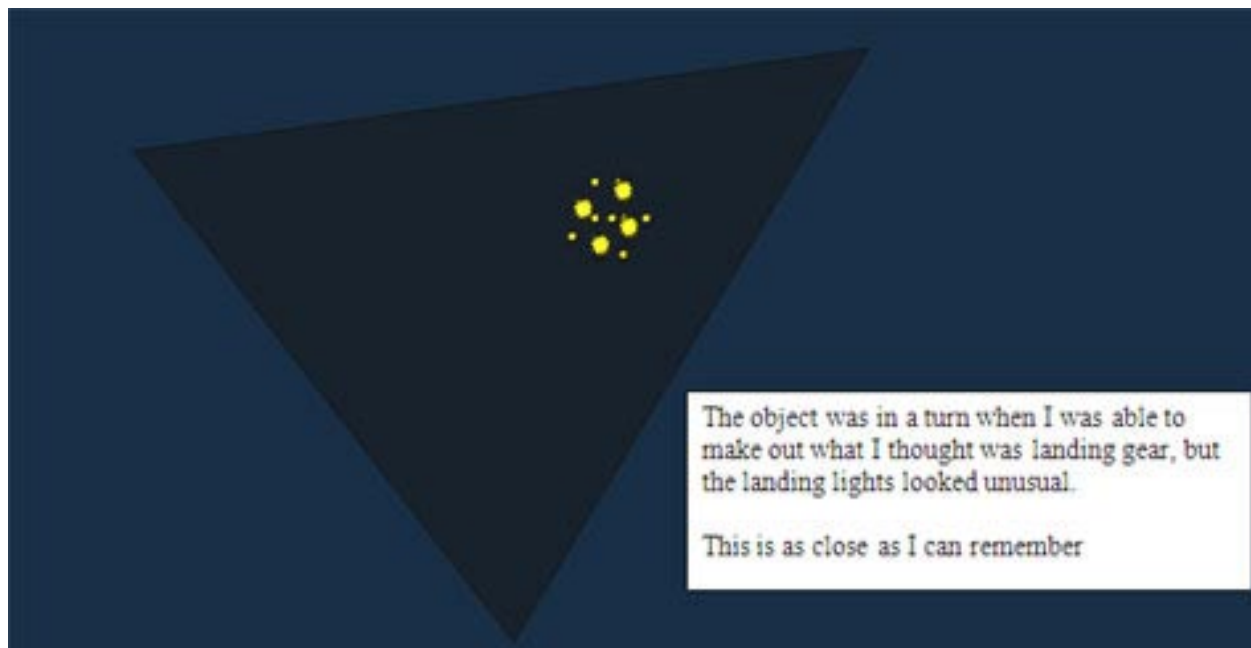 The object was in a turn when I was able to
make out what I thought was landing gear, but
the landing lights looked unusual.
This is as close as I can remember